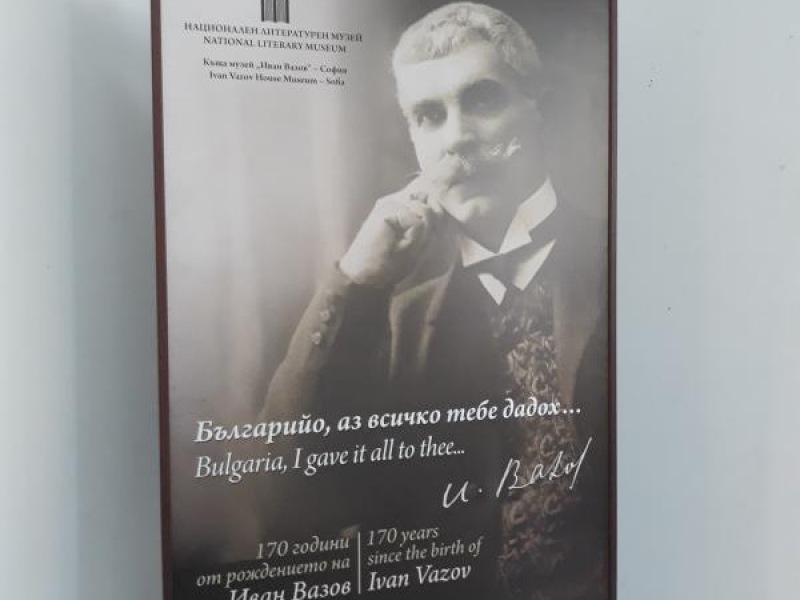 НАЦИОНАЛЕН ЛИТЕРАТУРЕН МУЗЕЙ
NATIONAL LITERARY MUSEUM
Къща музей „Иван Вазов" – София
Ivan Vazov House Museum – Sofia
Българийо, аз всичко тебе дадох...
Bulgaria, I gave it all to thee...
и. Вазов
170 години
от рождението на
Иван Вазов
170 years
since the birth of
Ivan Vazov